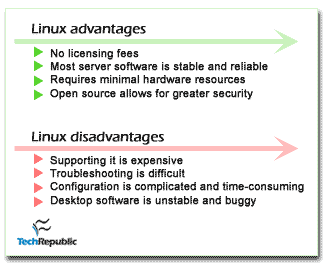 Linux advantages
No licensing fees
Most server software is stable and reliable
Requires minimal hardware resources
Open source allows for greater security
Linux disadvantages
Supporting it is expensive
Troubleshooting is difficult
Configuration is complicated and time-consuming
Desktop software is unstable and buggy
TechRepublic